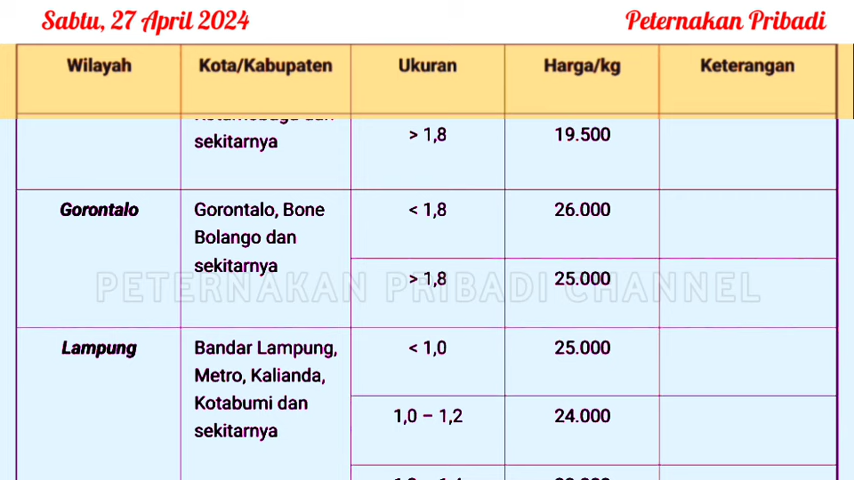 Sabtu, 27 April 2024
Peternakan Pribadi
Wilayah Kota/Kabupaten Ukuran Harga/kg Keterangan
sekitarnya
> 1,8 19.500
Gorontalo
Gorontalo, Bone
Bolango dan
sekitarnya
< 1,8 26.000
> 1,8 25.000
PETERNAKAN PRIBADI CHANNEL
Lampung
Bandar Lampung,
Metro, Kalianda,
Kotabumi dan
sekitarnya
< 1,0 25.000
1,0 – 1,2 24.000